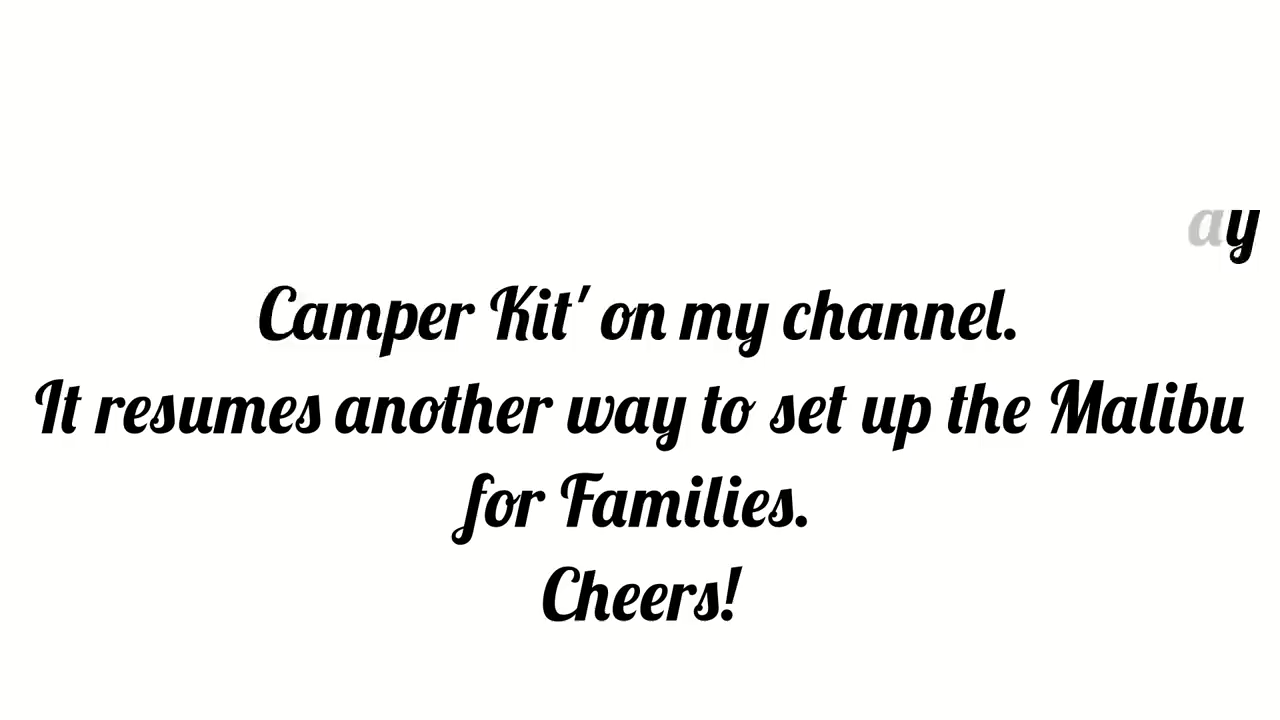 ay
Camper Kit' on my channel.
It resumes another way to set up the Malibu
for Families.
Cheers!